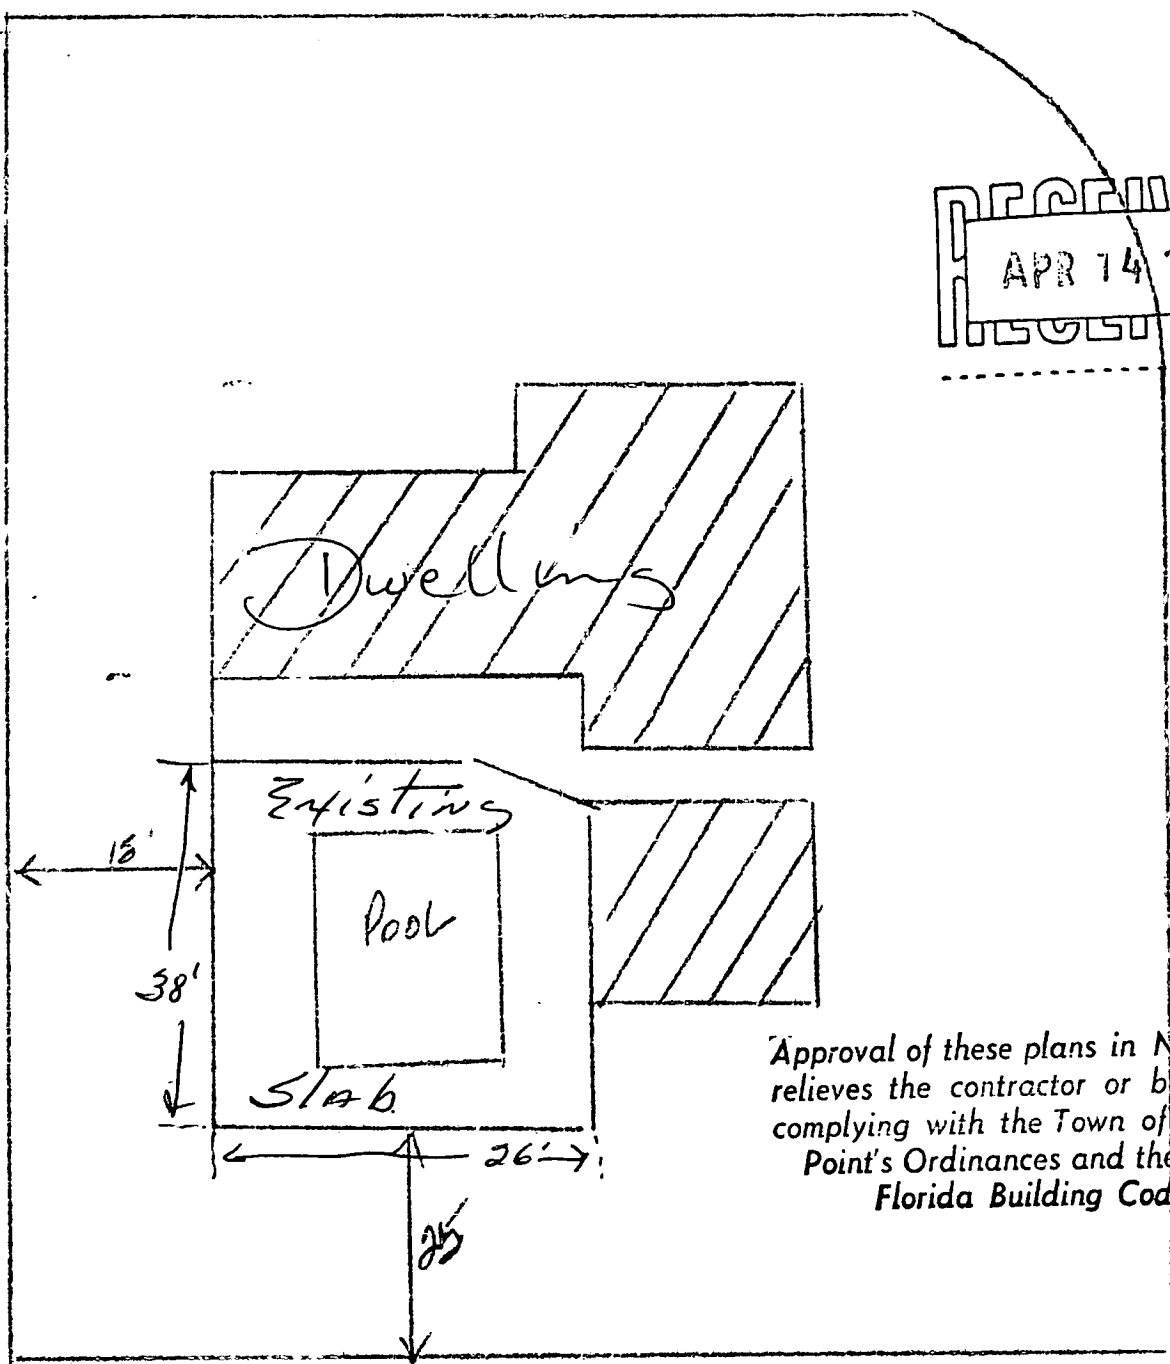 APR 14
Dwelling
Existing
Pool
38'
Slab
26'
25'
Approval of these plans in
relieves the contractor or
complying with the Town of
Point's Ordinances and the
Florida Building Cod